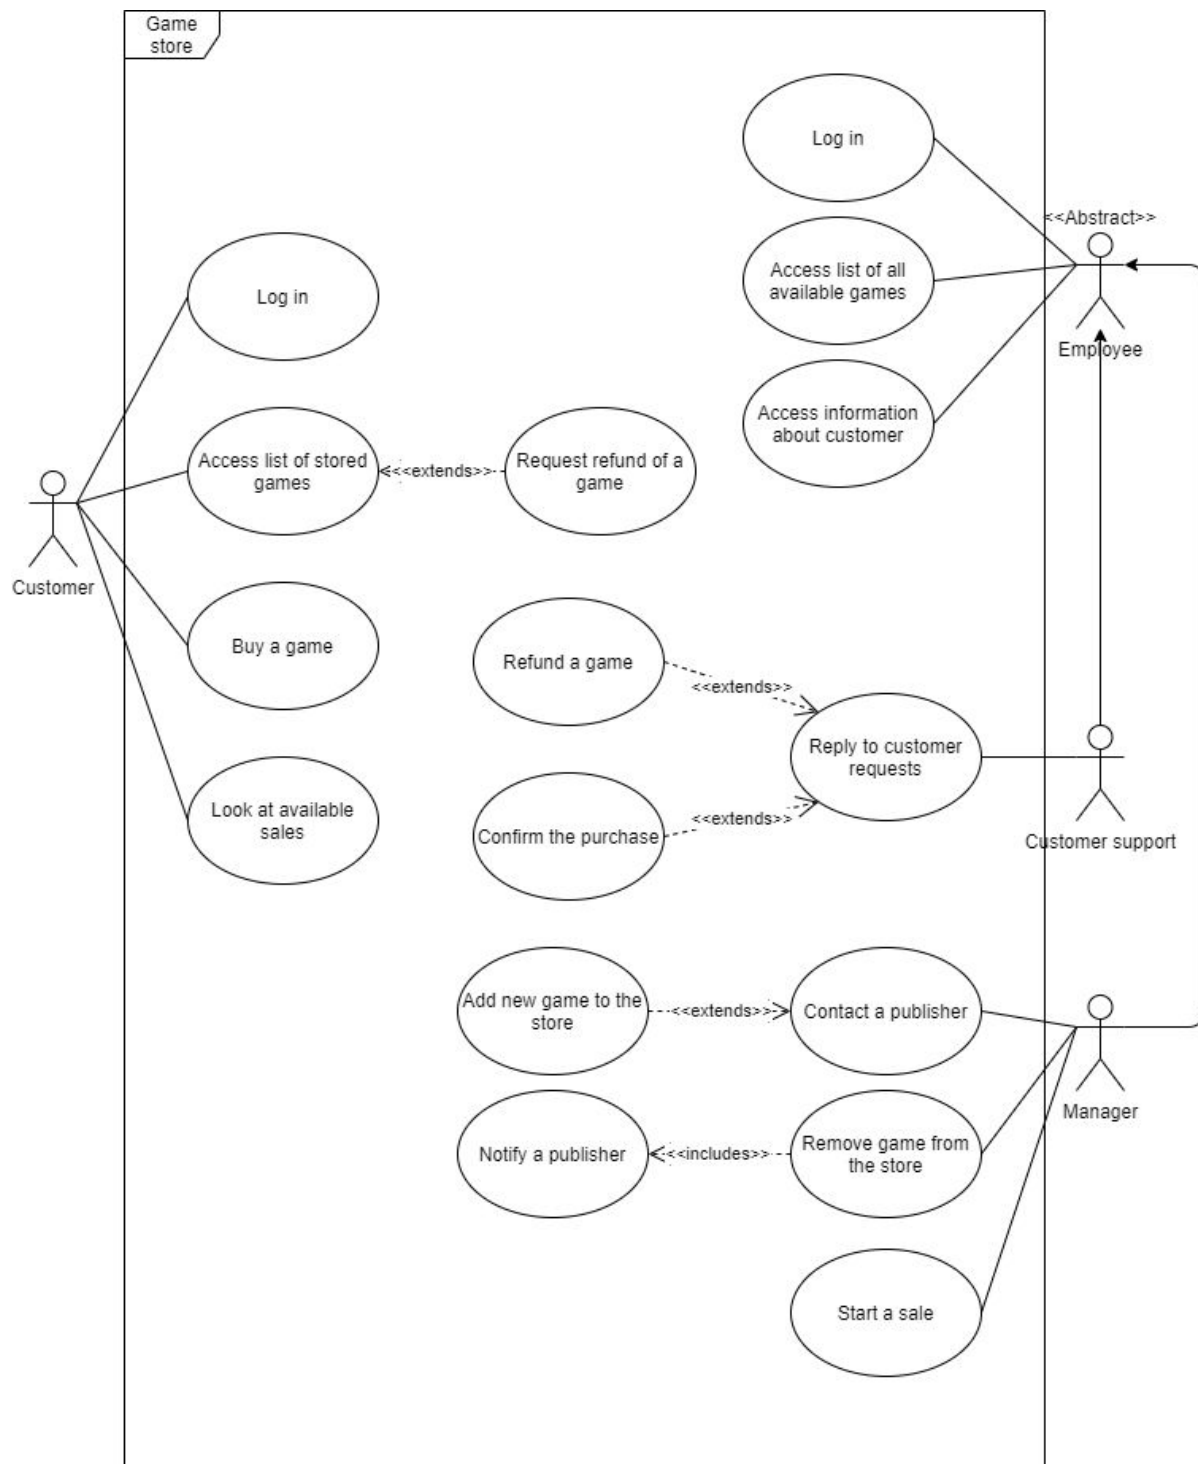 Game
store
Log in
<<Abstract>>
Access list of all
available games
Employee
Log in
Access information
about customer
Access list of stored
games
<<extends>>
Request refund of a
game
Customer
Buy a game
Refund a game
<<extends>>
Reply to customer
requests
Customer support
Look at available
sales
Confirm the purchase
<<extends>>
Add new game to the
store
<<extends>>
Contact a publisher
Manager
Notify a publisher
<<includes>>
Remove game from
the store
Start a sale